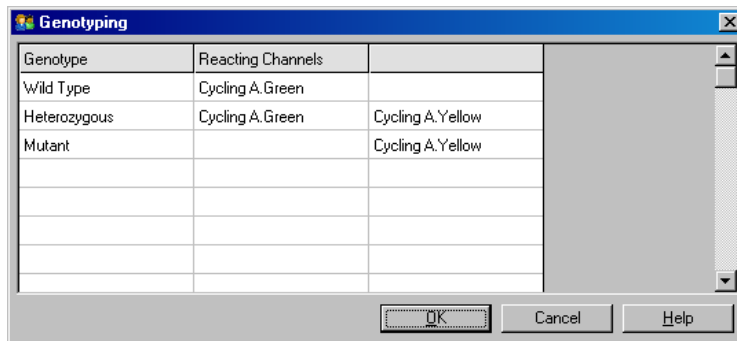 Genotyping
Genotype Reacting Channels
Wild Type Cycling A.Green
Heterozygous Cycling A.Green Cycling A.Yellow
Mutant Cycling A.Yellow
OK Cancel Help